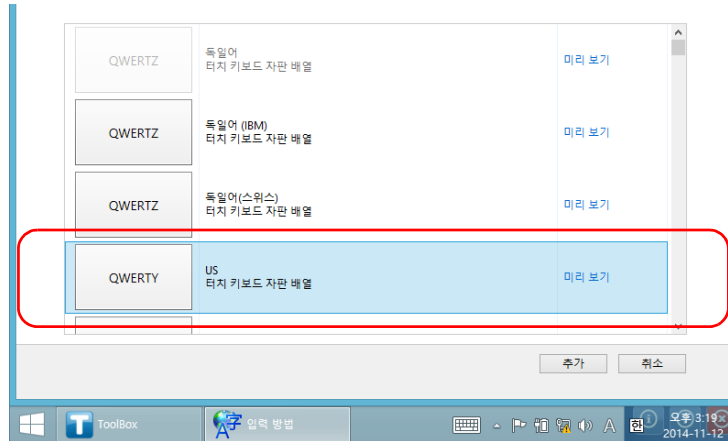 QWERTZ
독일어
터치 키보드 자판 배열
미리 보기
QWERTZ
독일어 (IBM)
터치 키보드 자판 배열
미리 보기
QWERTZ
독일어(스위스)
터치 키보드 자판 배열
미리 보기
QWERTY
US
터치 키보드 자판 배열
미리 보기
추가
취소
ToolBox
字
A
입력 방법
A
한
오후 3:19
2014-11-12